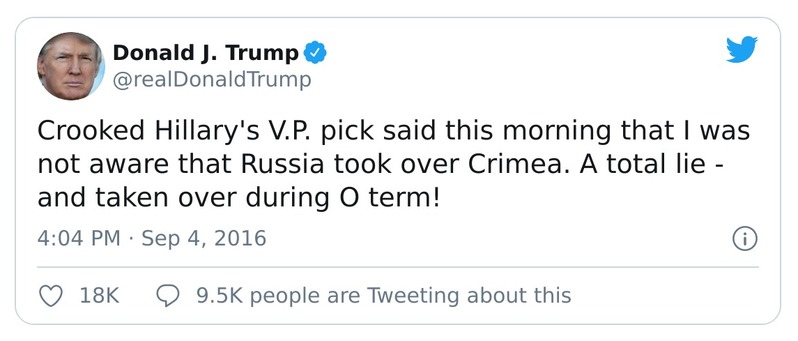 Donald J. Trump
@realDonaldTrump
Crooked Hillary's V.P. pick said this morning that I was
not aware that Russia took over Crimea. A total lie -
and taken over during O term!
4:04 PM · Sep 4, 2016
18K 9.5K people are Tweeting about this